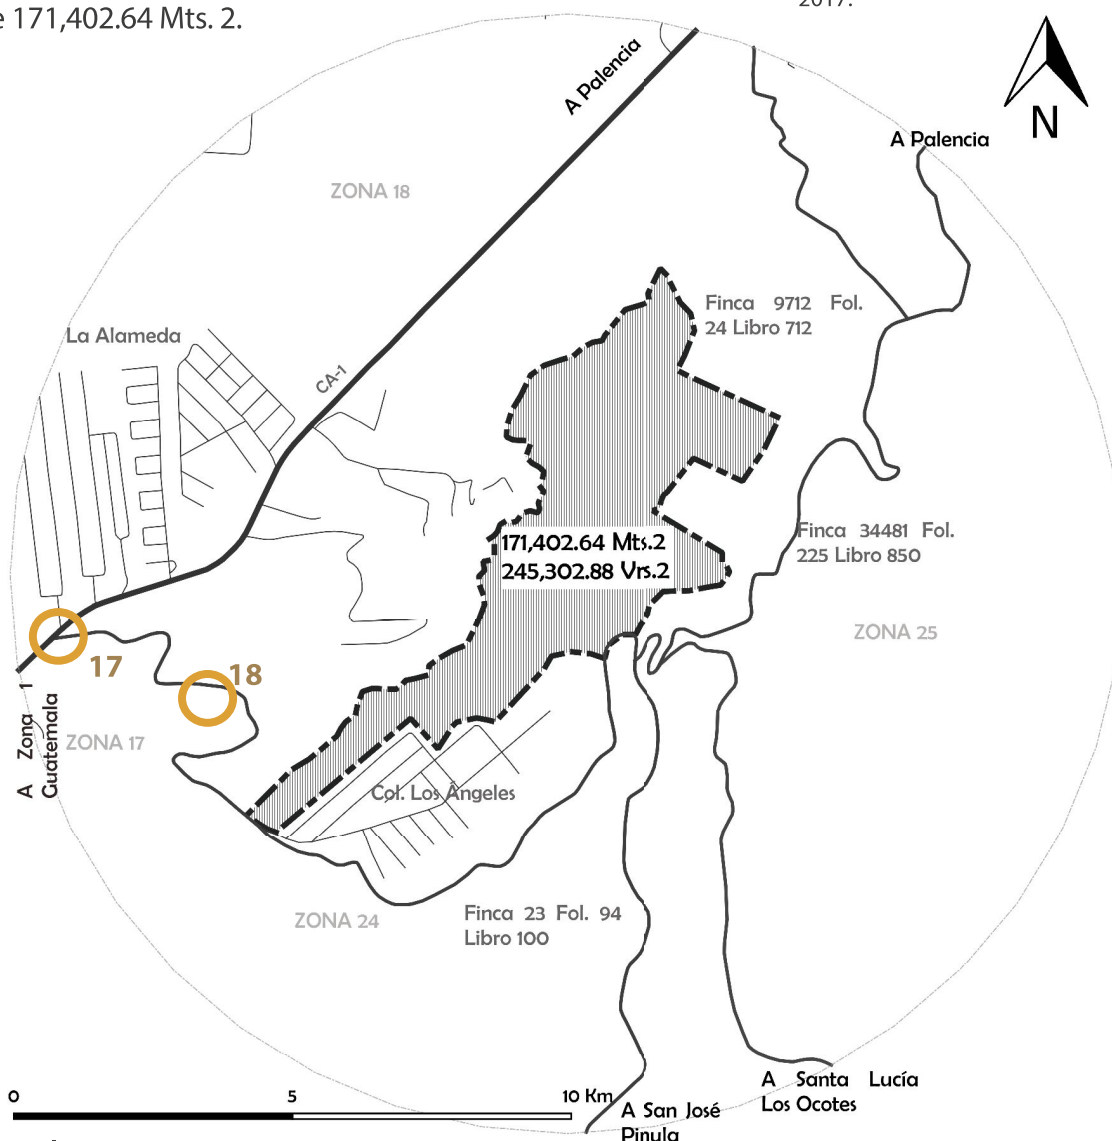 e 171,402.64 Mts. 2.
2017.
A Palencia
N
A Palencia
ZONA 18
Finca 9712 Fol.
24 Libro 712
La Alameda
CA-1
171,402.64 Mts.2
245,302.88 Vrs.2
Finca 34481 Fol.
225 Libro 850
ZONA 25
17
18
A Zona 1
Guatemala
ZONA 17
Col. Los Ángeles
ZONA 24
Finca 23 Fol. 94
Libro 100
A Santa Lucía
Los Ocotes
0 5 10 Km
A San José
Pinula